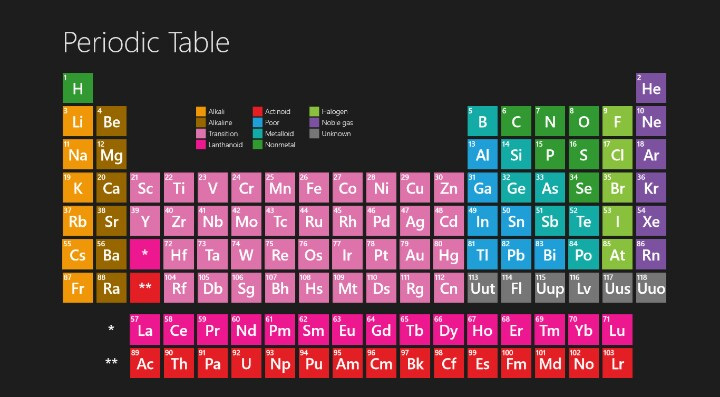 Periodic Table
1 H 2 He
3 Li 4 Be 5 B 6 C 7 N 8 O 9 F 10 Ne
Alkali Actinoid Halogen
Alkaline Poor Noble gas
Transition Metalloid Unknown
Lanthanoid Nonmetal
11 Na 12 Mg 13 Al 14 Si 15 P 16 S 17 Cl 18 Ar
19 K 20 Ca 21 Sc 22 Ti 23 V 24 Cr 25 Mn 26 Fe 27 Co 28 Ni 29 Cu 30 Zn 31 Ga 32 Ge 33 As 34 Se 35 Br 36 Kr
37 Rb 38 Sr 39 Y 40 Zr 41 Nb 42 Mo 43 Tc 44 Ru 45 Rh 46 Pd 47 Ag 48 Cd 49 In 50 Sn 51 Sb 52 Te 53 I 54 Xe
55 Cs 56 Ba * 72 Hf 73 Ta 74 W 75 Re 76 Os 77 Ir 78 Pt 79 Au 80 Hg 81 Tl 82 Pb 83 Bi 84 Po 85 At 86 Rn
87 Fr 88 Ra ** 104 Rf 105 Db 106 Sg 107 Bh 108 Hs 109 Mt 110 Ds 111 Rg 112 Cn 113 Uut 114 Fl 115 Uup 116 Lv 117 Uus 118 Uuo
* 57 La 58 Ce 59 Pr 60 Nd 61 Pm 62 Sm 63 Eu 64 Gd 65 Tb 66 Dy 67 Ho 68 Er 69 Tm 70 Yb 71 Lu
** 89 Ac 90 Th 91 Pa 92 U 93 Np 94 Pu 95 Am 96 Cm 97 Bk 98 Cf 99 Es 100 Fm 101 Md 102 No 103 Lr